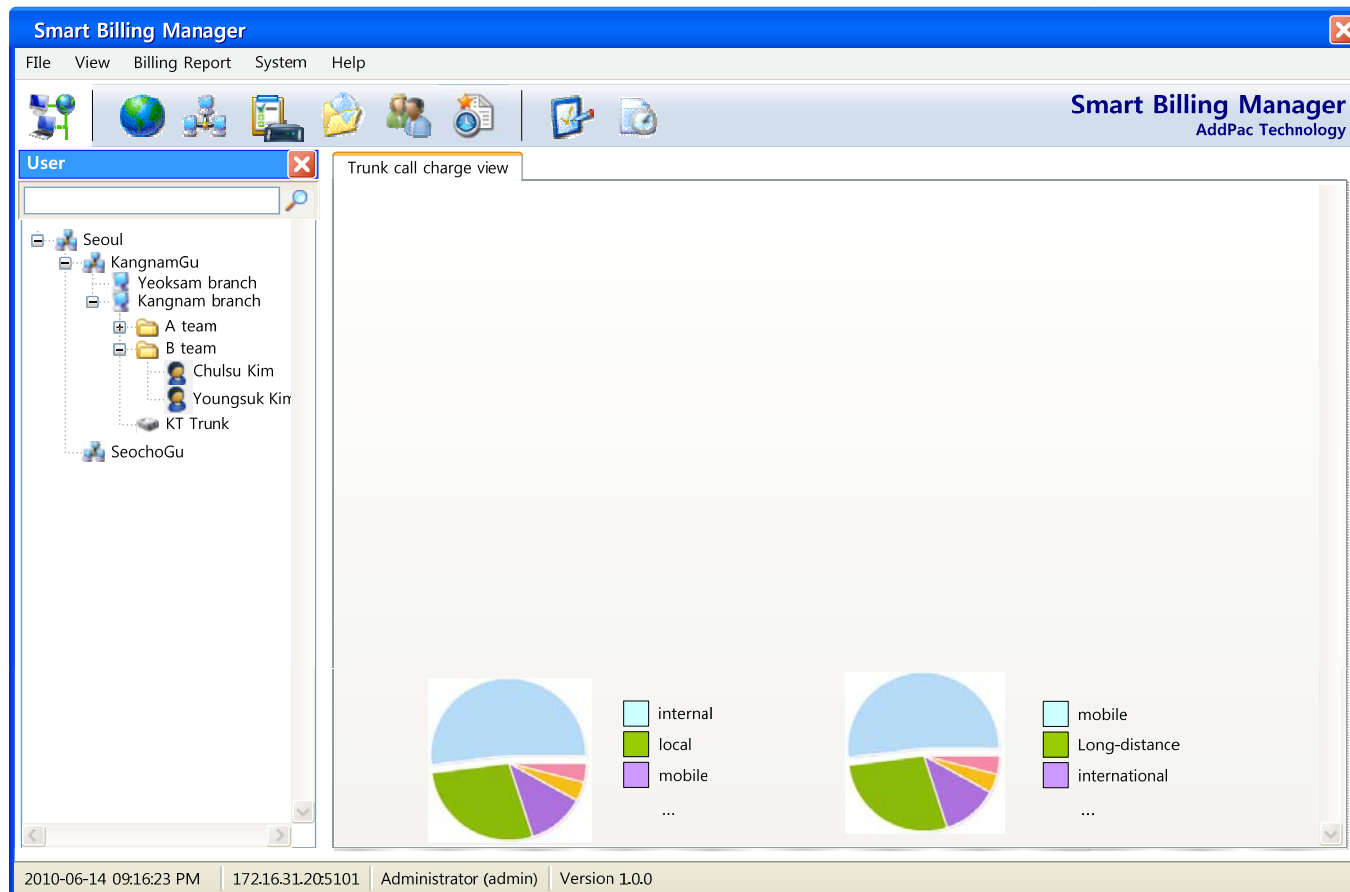 Smart Billing Manager
FIle View Billing Report System Help
Smart Billing Manager
AddPac Technology
User
Trunk call charge view
Seoul
KangnamGu
Yeoksam branch
Kangnam branch
A team
B team
Chulsu Kim
Youngsuk Kim
KT Trunk
SeochoGu
internal
local
mobile
...
mobile
Long-distance
international
...
2010-06-14 09:16:23 PM 172.16.31.20:5101 Administrator (admin) Version 1.0.0